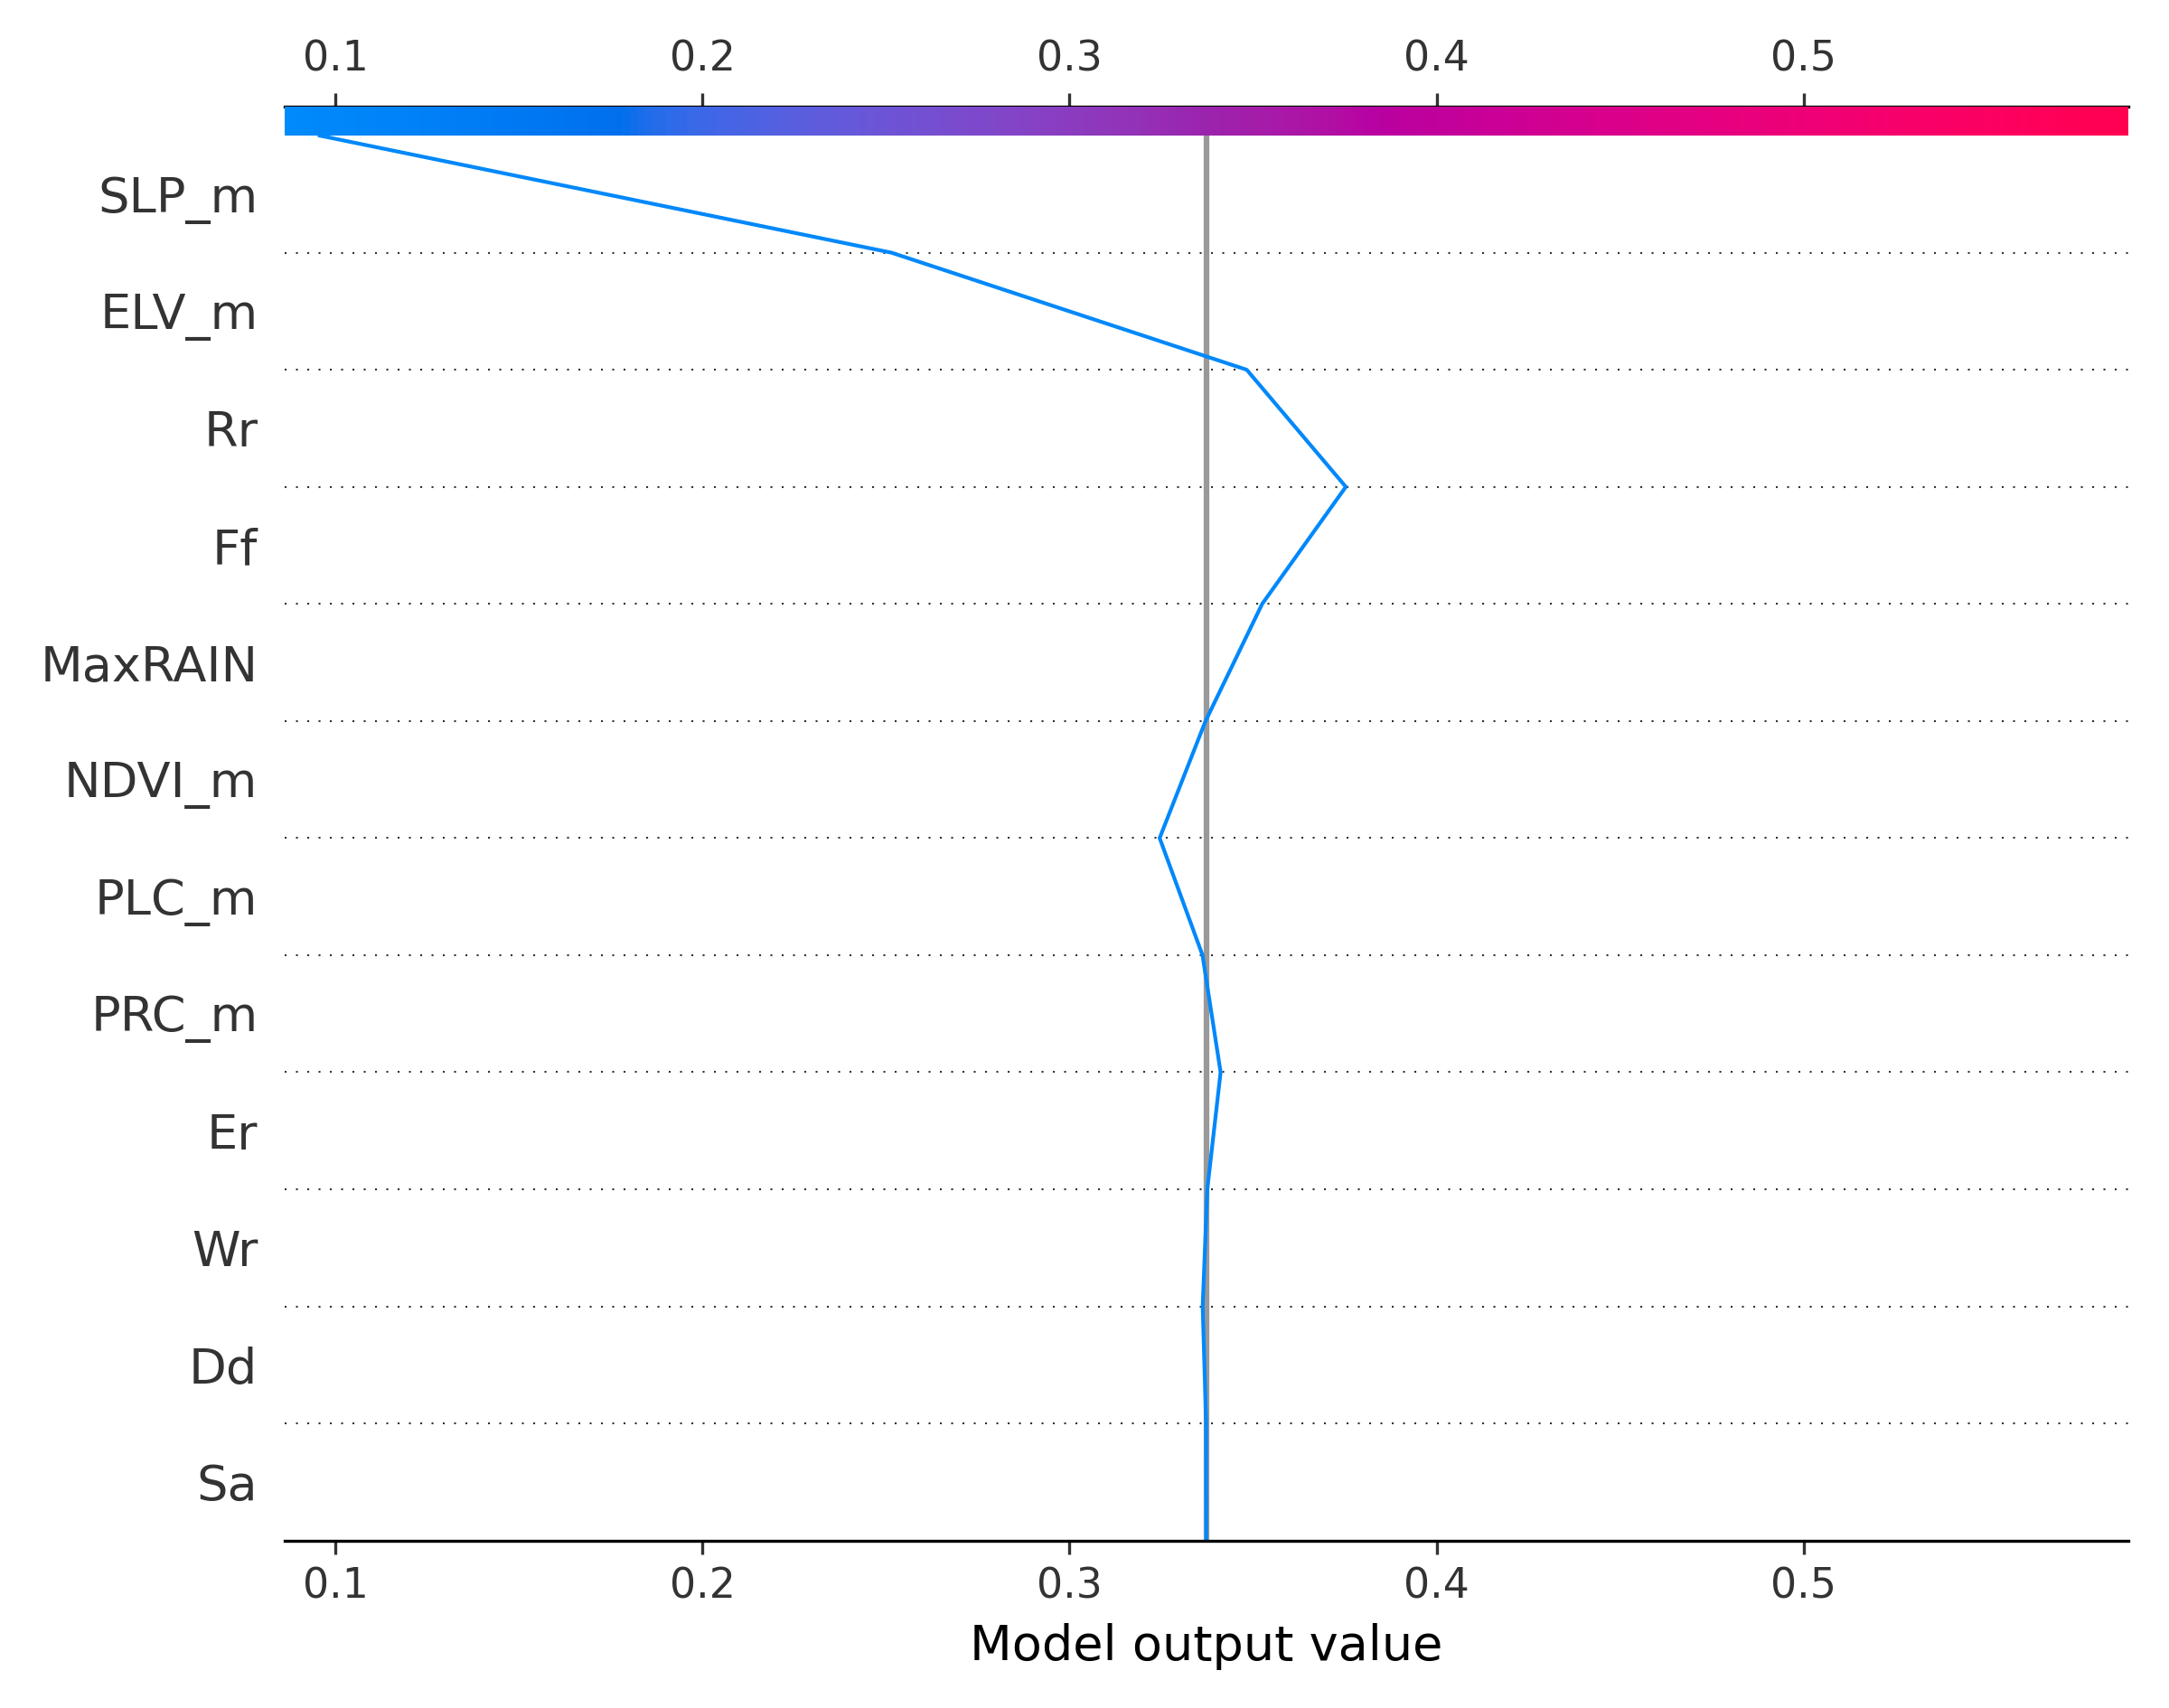 0.1 0.2 0.3 0.4 0.5
SLP_m
ELV_m
Rr
Ff
MaxRAIN
NDVI_m
PLC_m
PRC_m
Er
Wr
Dd
Sa
0.1 0.2 0.3 0.4 0.5
Model output value